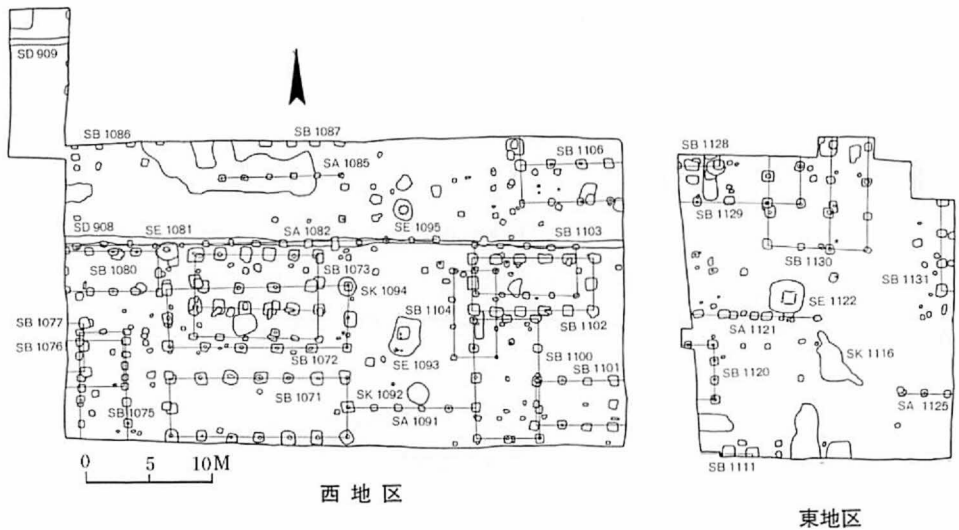 SD 909
SB 1086
SB 1087
SA 1085
SB 1106
SE 1095
SD 908
SE 1081
SA 1082
SB 1103
SB 1080
SB 1073
SK 1094
SB 1077
SB 1076
SB 1104
SB 1102
SE 1093
SB 1072
SB 1100
SB 1071
SK 1092
SB 1101
SB 1075
SA 1091
0 5 10M
西地区
SB 1128
SB 1129
SB 1130
SB 1131
SE 1122
SA 1121
SK 1116
SB 1120
SA 1125
SB 1111
東地区